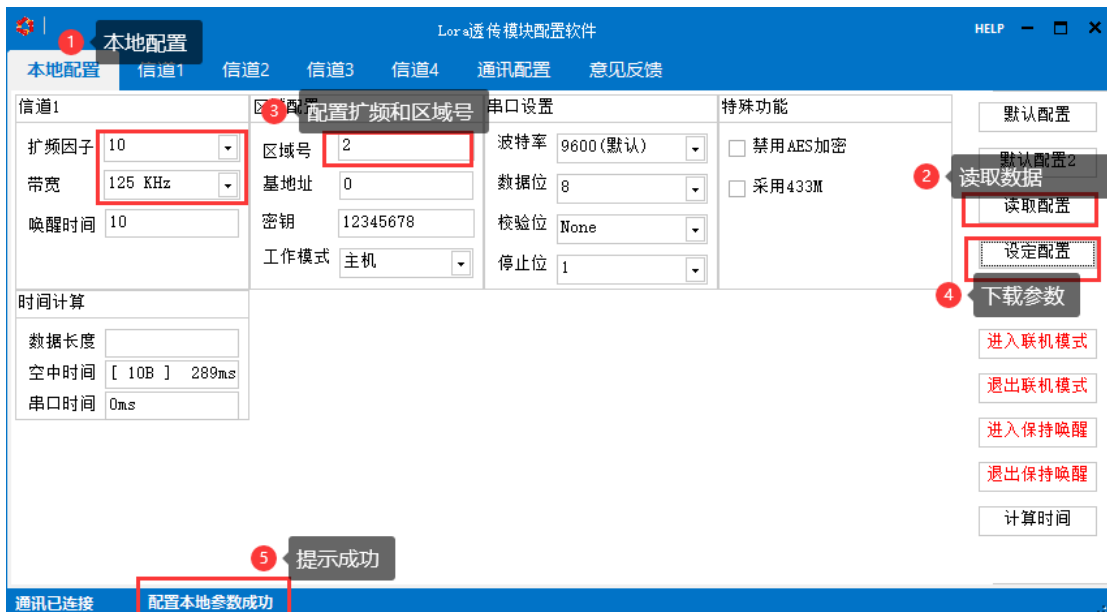 Lora透传模块配置软件
HELP
1 本地配置
本地配置 信道1 信道2 信道3 信道4 通讯配置 意见反馈
信道1
扩频因子 10
带宽 125 KHz
唤醒时间 10
3 配置扩频和区域号
区域号 2
基地址 0
密钥 12345678
工作模式 主机
串口设置
波特率 9600(默认)
数据位 8
校验位 None
停止位 1
特殊功能
禁用AES加密
采用433M
默认配置
默认配置2
2 读取数据
读取配置
设定配置
4 下载参数
进入联机模式
退出联机模式
进入保持唤醒
退出保持唤醒
计算时间
时间计算
数据长度
空中时间 [ 10B ] 289ms
串口时间 0ms
5 提示成功
通讯已连接 配置本地参数成功